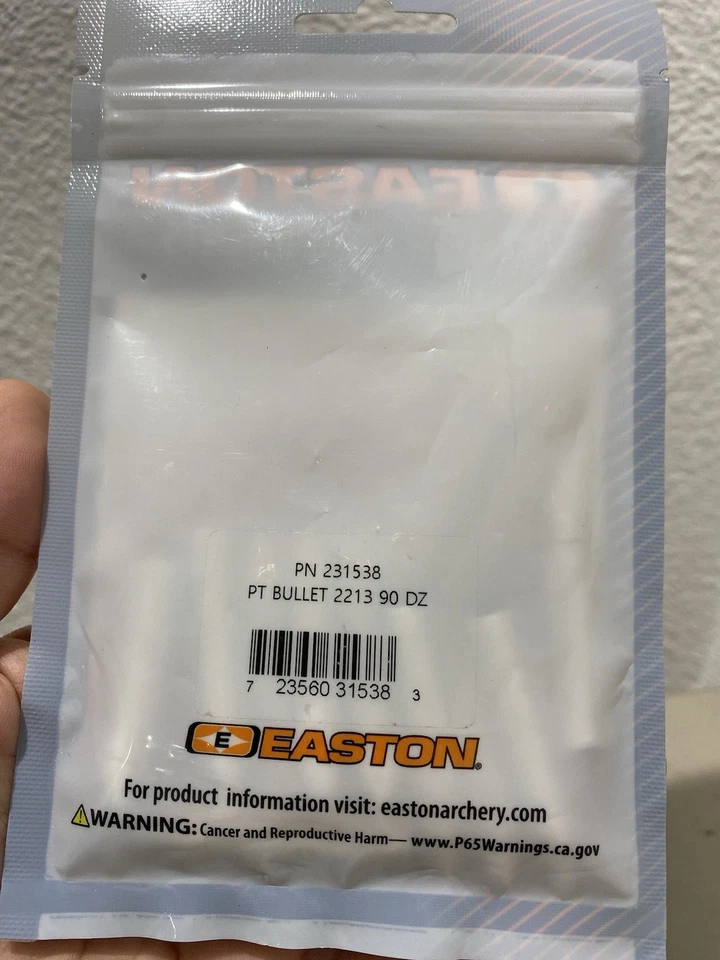 EASTON
PN 231538
PT BULLET 2213 90 DZ
7 23560 31538 3
E EASTON®
For product information visit: eastonarchery.com
⚠WARNING: Cancer and Reproductive Harm— www.P65Warnings.ca.gov